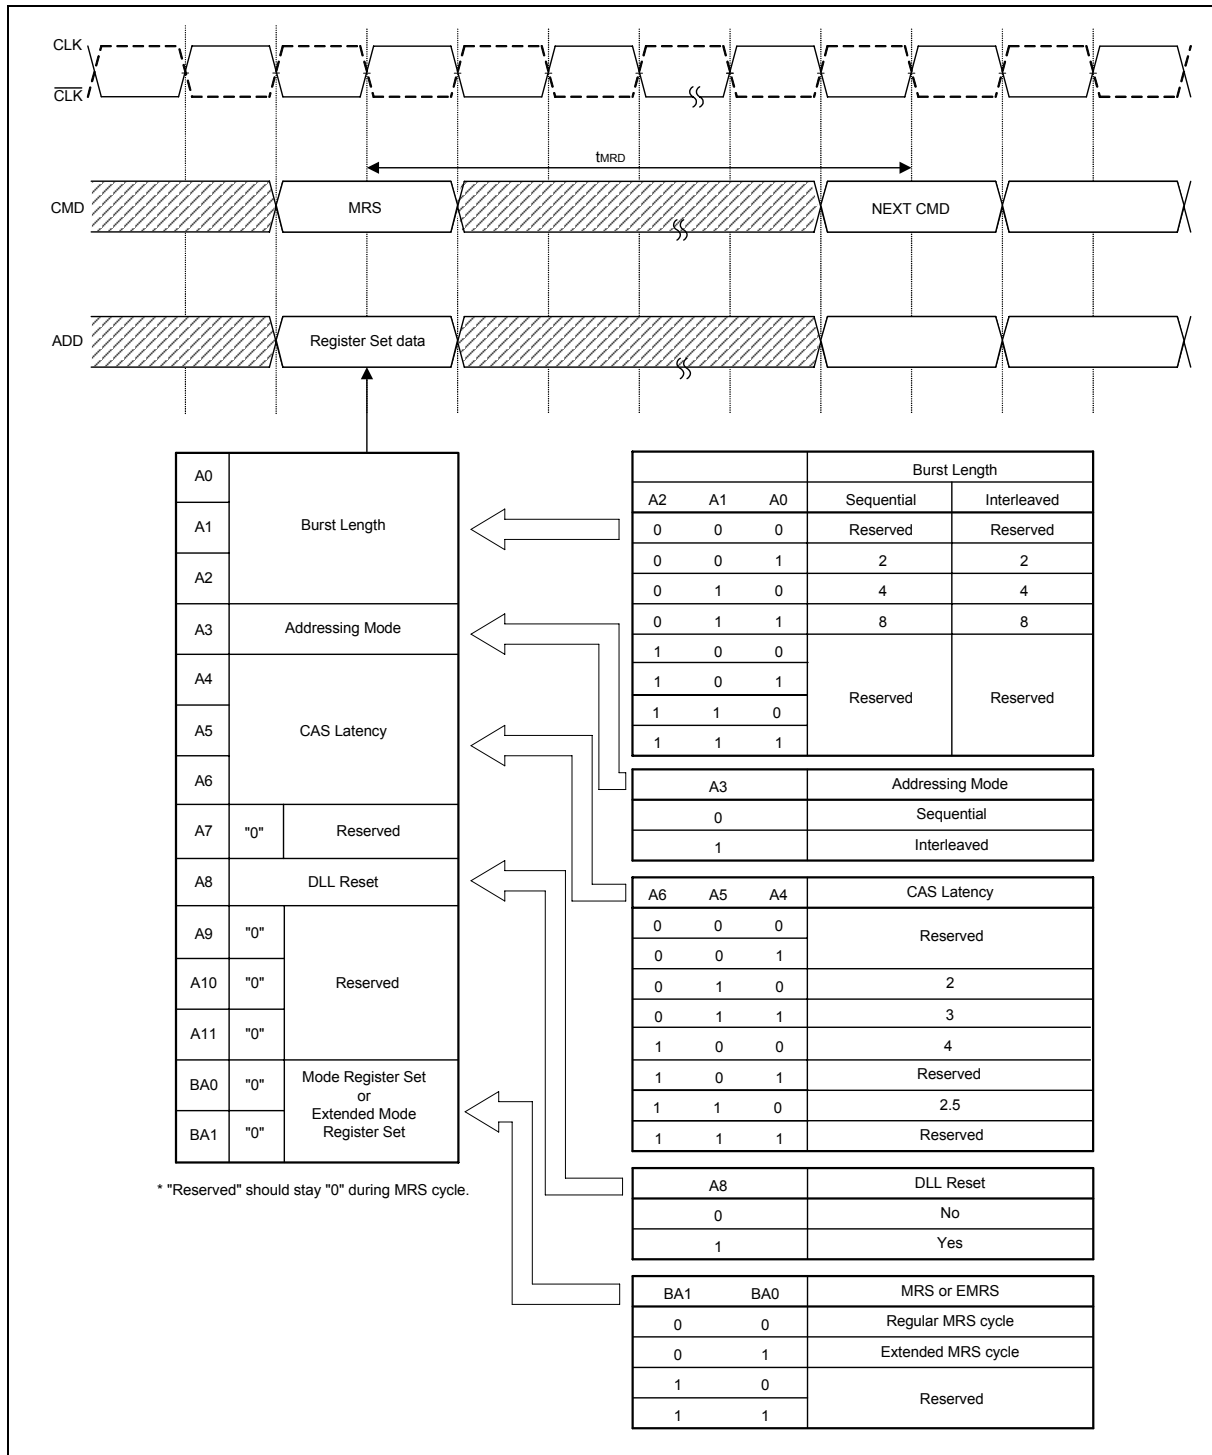 CLK
CLK
tMRD
CMD
MRS
NEXT CMD
ADD
Register Set data
A0
A1
Burst Length
A2
A3 Addressing Mode
A4
A5 CAS Latency
A6
A7 "0" Reserved
A8 DLL Reset
A9 "0"
A10 "0" Reserved
A11 "0"
BA0 "0" Mode Register Set
or
Extended Mode
BA1 "0" Register Set
* "Reserved" should stay "0" during MRS cycle.
Burst Length
A2 A1 A0 Sequential Interleaved
0 0 0 Reserved Reserved
0 0 1 2 2
0 1 0 4 4
0 1 1 8 8
1 0 0
1 0 1
Reserved Reserved
1 1 0
1 1 1
A3 Addressing Mode
0 Sequential
1 Interleaved
A6 A5 A4 CAS Latency
0 0 0
Reserved
0 0 1
0 1 0 2
0 1 1 3
1 0 0 4
1 0 1 Reserved
1 1 0 2.5
1 1 1 Reserved
A8 DLL Reset
0 No
1 Yes
BA1 BA0 MRS or EMRS
0 0 Regular MRS cycle
0 1 Extended MRS cycle
1 0
Reserved
1 1